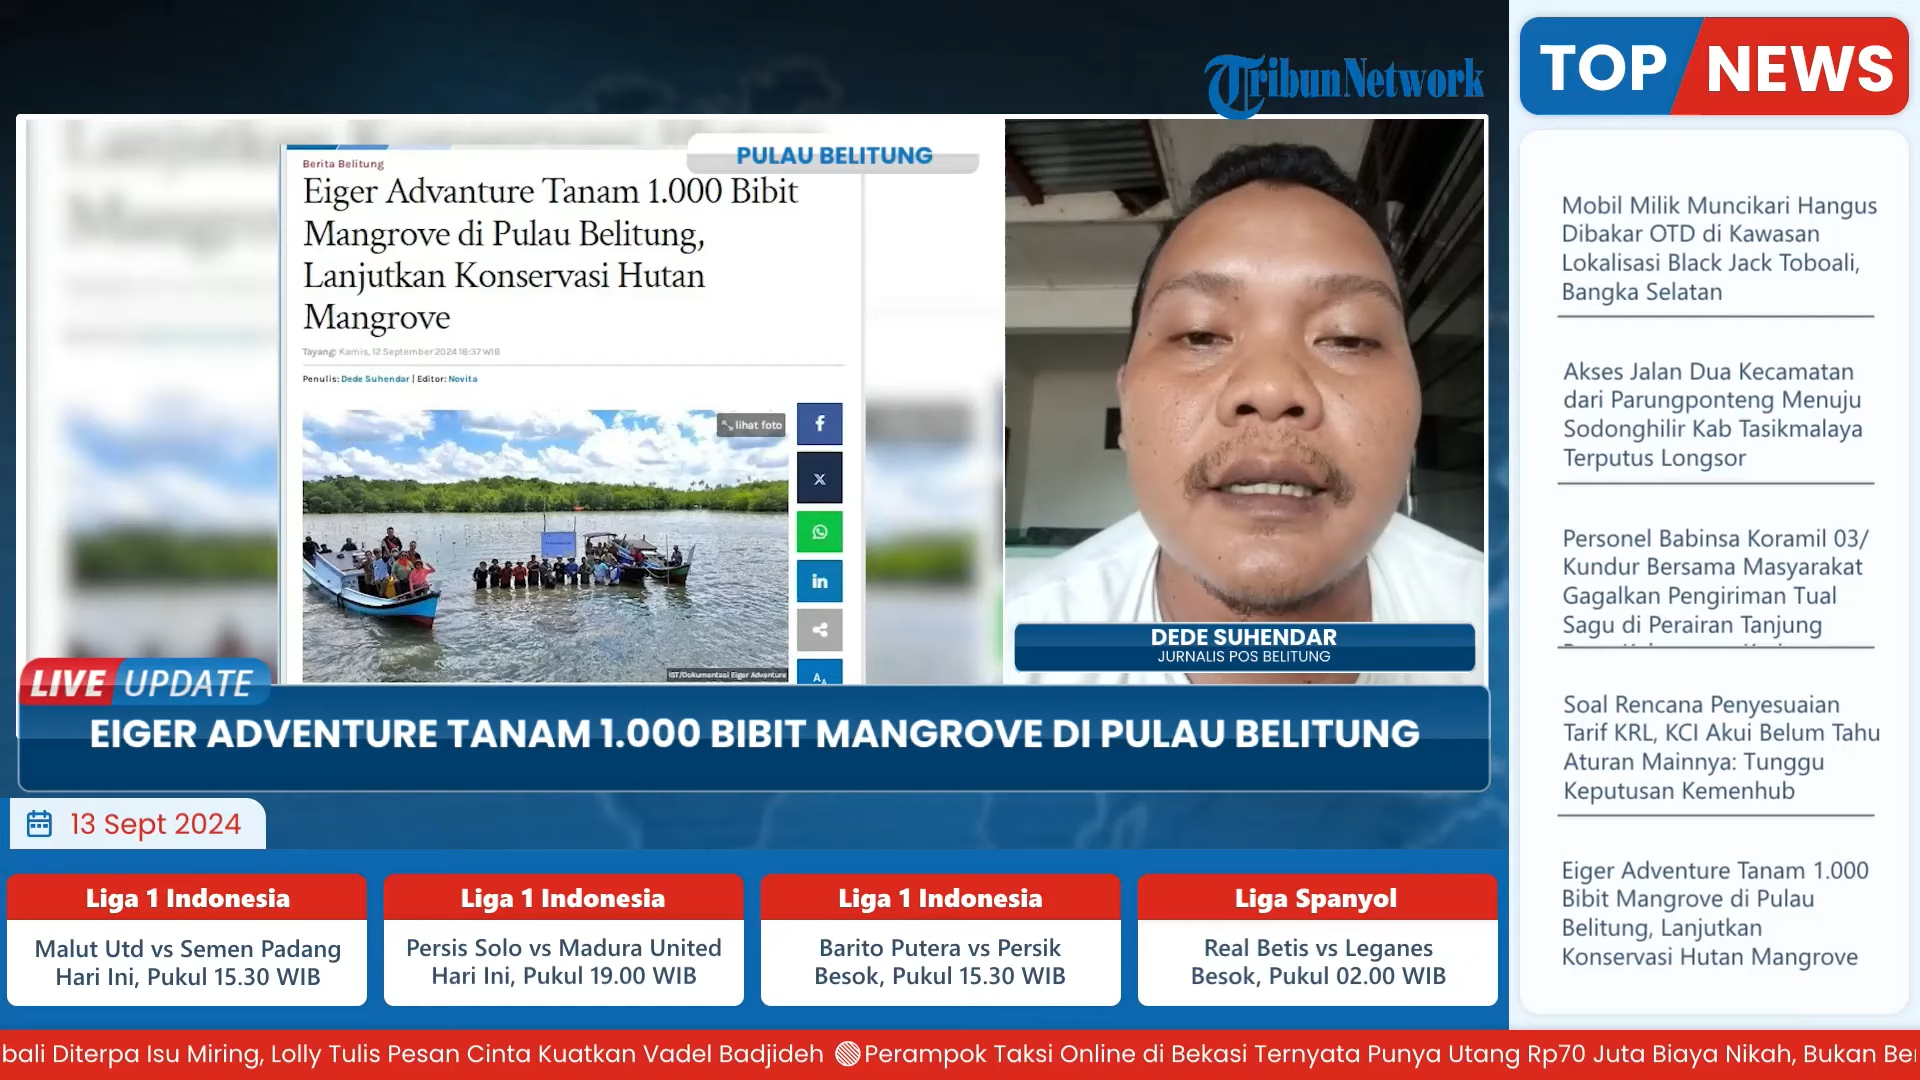 TribunNetwork
TOP NEWS
PULAU BELITUNG
Berita Belitung
Eiger Advanture Tanam 1.000 Bibit
Mangrove di Pulau Belitung,
Lanjutkan Konservasi Hutan
Mangrove
Tayang: Kamis, 12 September 2024 18:37 WIB
Penulis: Dede Suhendar | Editor: Novita
lihat foto
IST/Dokumentasi Eiger Adventure
DEDE SUHENDAR
JURNALIS POS BELITUNG
LIVE UPDATE
EIGER ADVENTURE TANAM 1.000 BIBIT MANGROVE DI PULAU BELITUNG
13 Sept 2024
Liga 1 Indonesia
Malut Utd vs Semen Padang
Hari Ini, Pukul 15.30 WIB
Liga 1 Indonesia
Persis Solo vs Madura United
Hari Ini, Pukul 19.00 WIB
Liga 1 Indonesia
Barito Putera vs Persik
Besok, Pukul 15.30 WIB
Liga Spanyol
Real Betis vs Leganes
Besok, Pukul 02.00 WIB
Mobil Milik Muncikari Hangus
Dibakar OTD di Kawasan
Lokalisasi Black Jack Toboali,
Bangka Selatan
Akses Jalan Dua Kecamatan
dari Parungponteng Menuju
Sodonghilir Kab Tasikmalaya
Terputus Longsor
Personel Babinsa Koramil 03/
Kundur Bersama Masyarakat
Gagalkan Pengiriman Tual
Sagu di Perairan Tanjung
Soal Rencana Penyesuaian
Tarif KRL, KCI Akui Belum Tahu
Aturan Mainnya: Tunggu
Keputusan Kemenhub
Eiger Adventure Tanam 1.000
Bibit Mangrove di Pulau
Belitung, Lanjutkan
Konservasi Hutan Mangrove
bali Diterpa Isu Miring, Lolly Tulis Pesan Cinta Kuatkan Vadel Badjideh Perampok Taksi Online di Bekasi Ternyata Punya Utang Rp70 Juta Biaya Nikah, Bukan Be